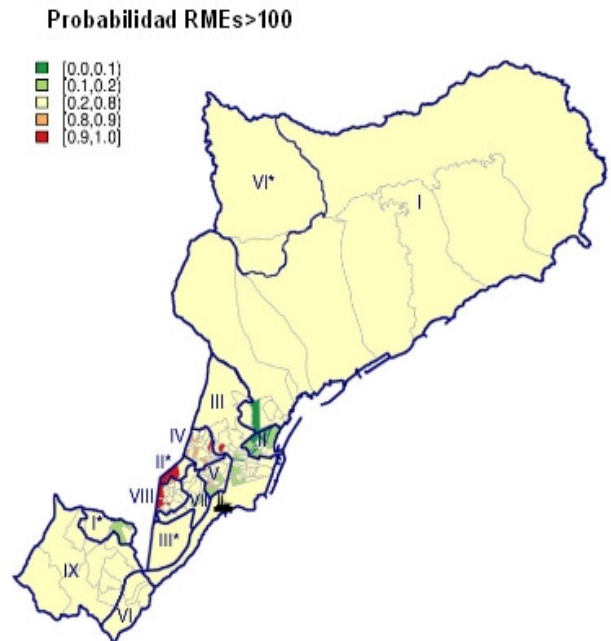 Probabilidad RMEs>100
[0.0,0.1)
[0.1,0.2)
[0.2,0.8)
[0.8,0.9)
[0.9,1.0]
VI*
I
III
IV
II
II*
V
VIII
VII
II
I*
III*
IX
VI